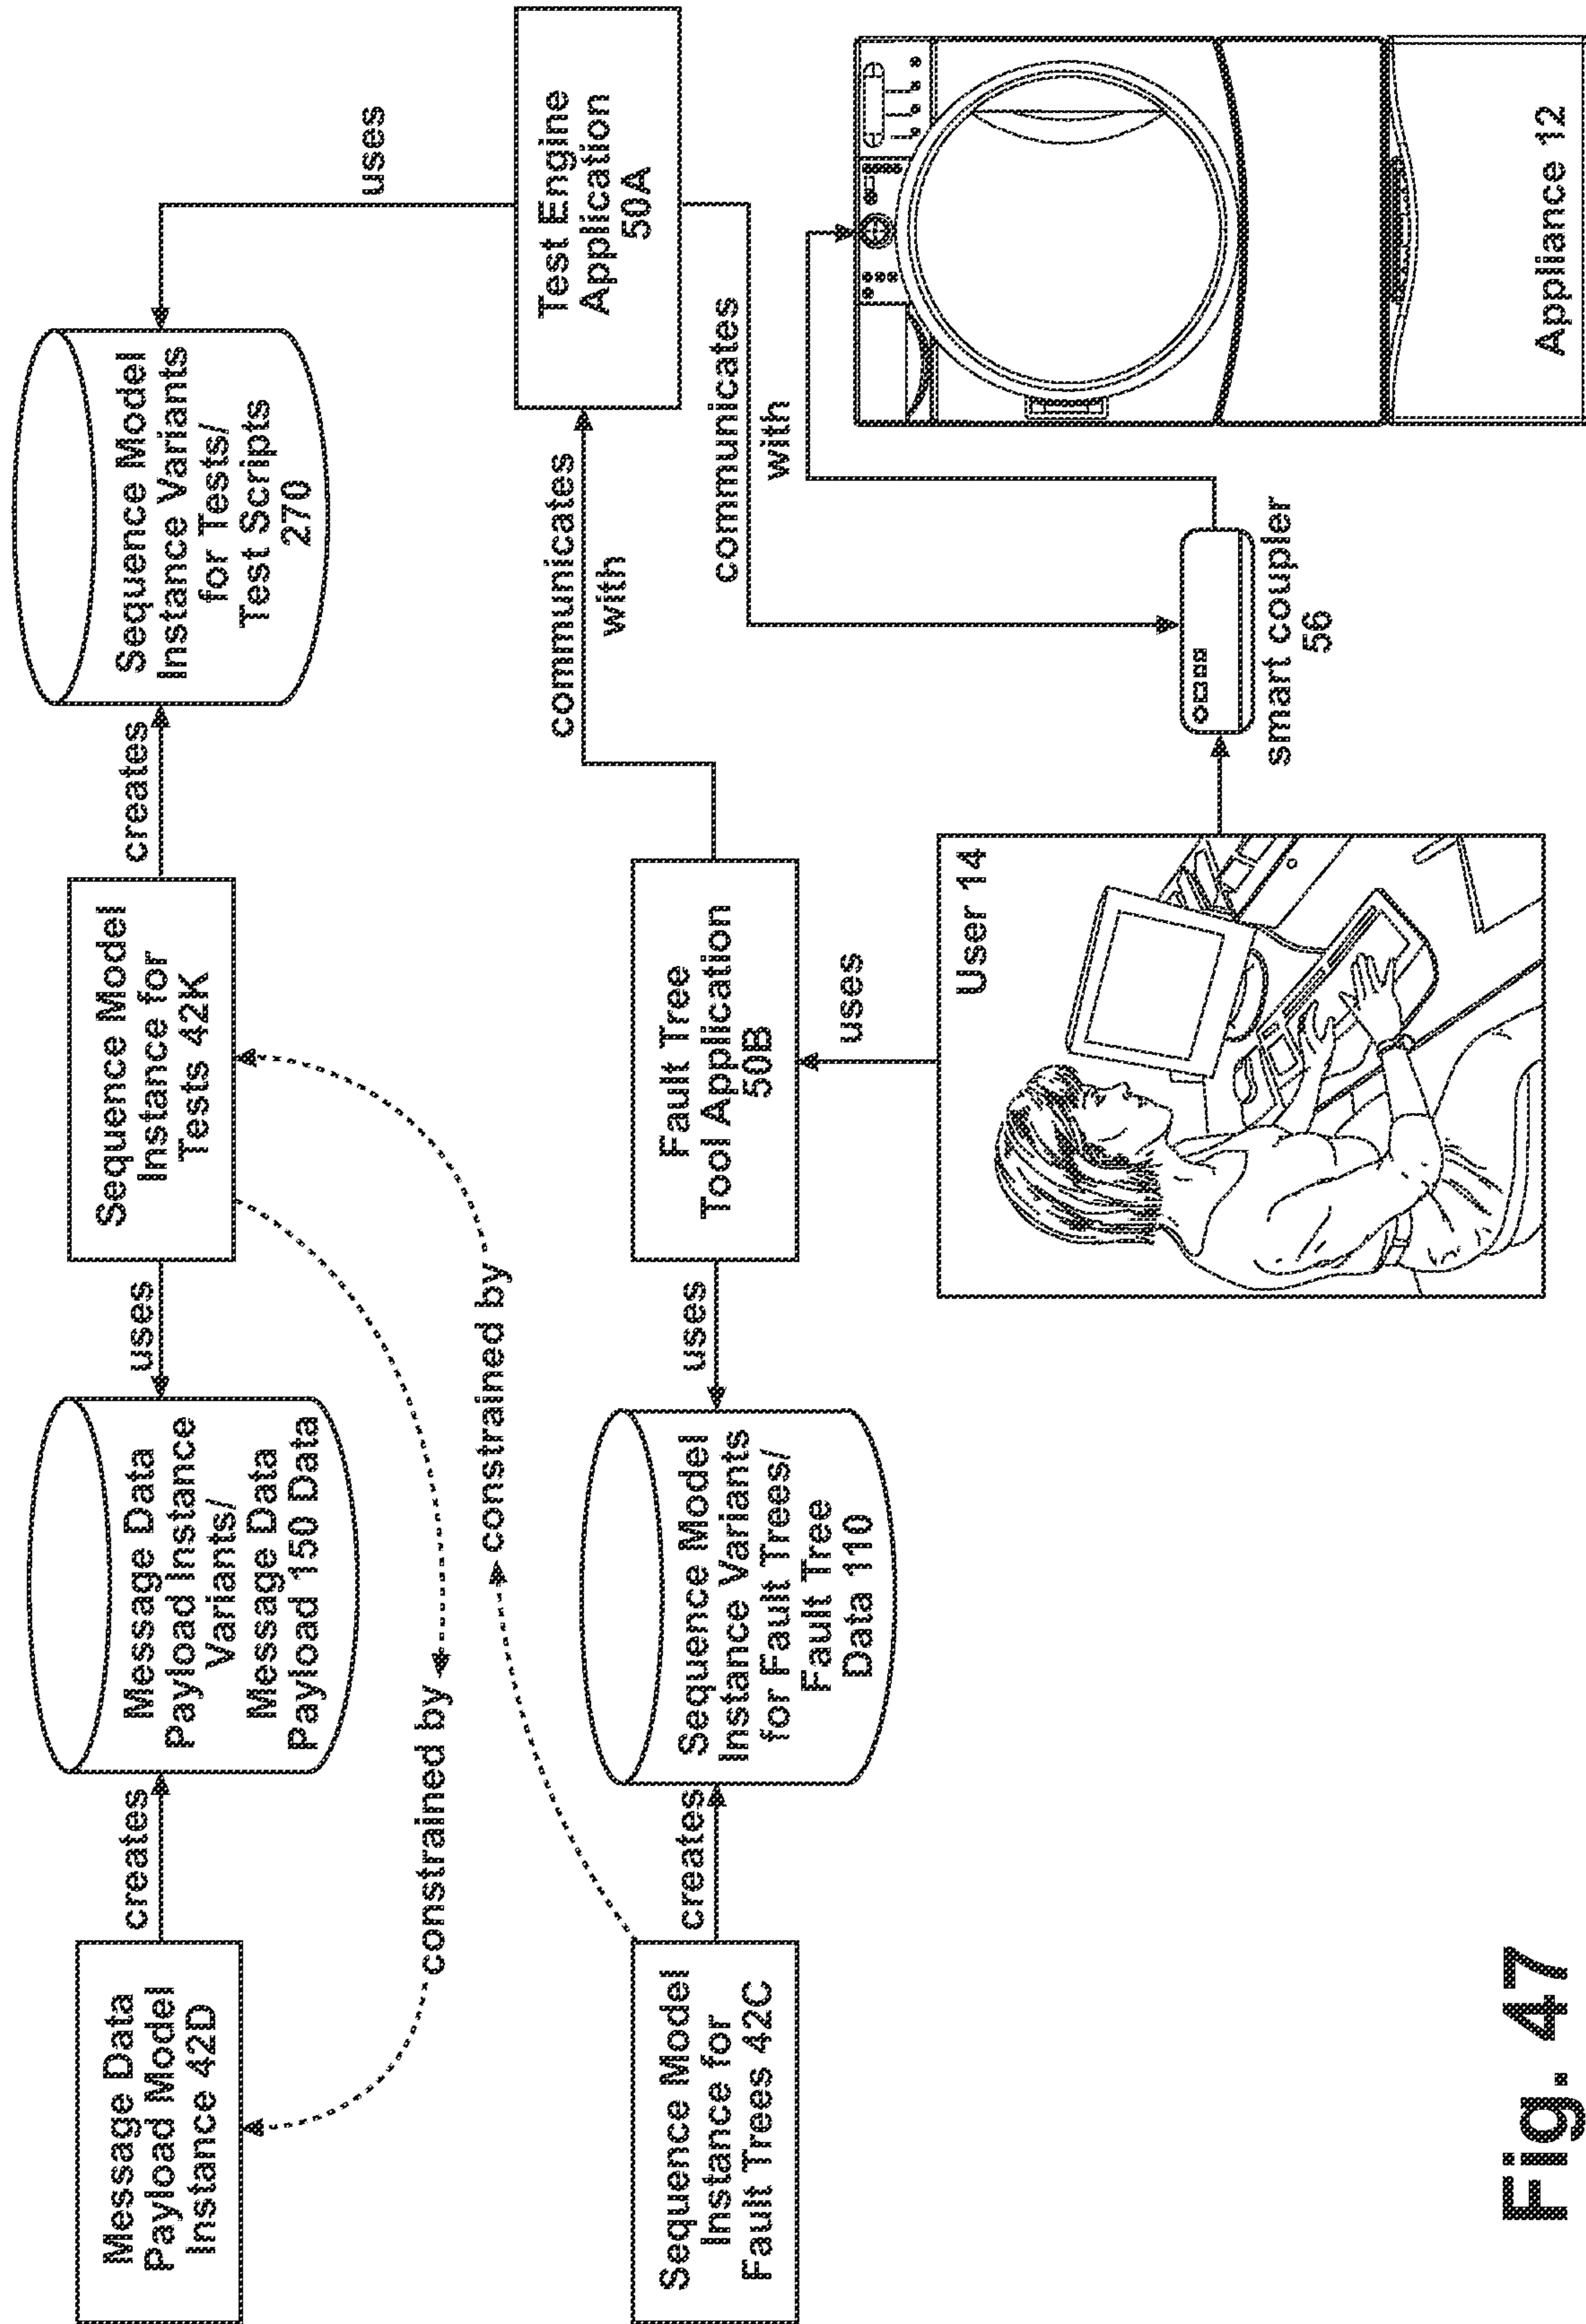 Message Data
Payload Model
Instance 42D
creates
Message Data
Payload Instance
Variants/
Message Data
Payload 150 Data
uses
Sequence Model
Instance for
Tests 42K
creates
Sequence Model
Instance Variants
for Tests/
Test Scripts
270
uses
constrained by
constrained by
Test Engine
Application
50A
communicates
with
Sequence Model
Instance for
Fault Trees 42C
creates
Sequence Model
Instance Variants
for Fault Trees/
Fault Tree
Data 110
uses
Fault Tree
Tool Application
50B
communicates
with
uses
User 14
smart coupler
56
Appliance 12
Fig. 47